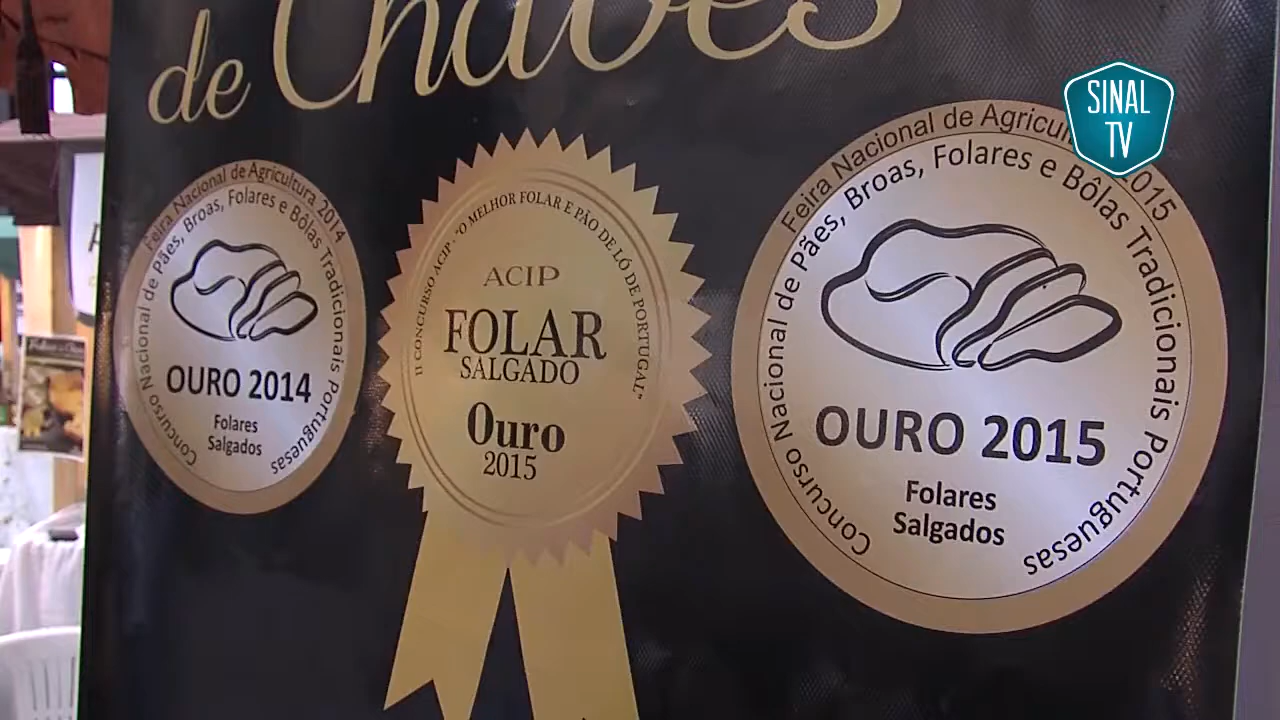 de Chaves
SINAL
TV
Feira Nacional de Agricultura 2014
Concurso Nacional de Pães, Broas, Folares e Bôlas Tradicionais Portuguesas
OURO 2014
Folares
Salgados
II CONCURSO ACIP - "O MELHOR FOLAR E PÃO DE LÓ DE PORTUGAL"
ACIP
FOLAR
SALGADO
Ouro
2015
Feira Nacional de Agricul 2015
Concurso Nacional de Pães, Broas, Folares e Bôlas Tradicionais Portuguesas
OURO 2015
Folares
Salgados